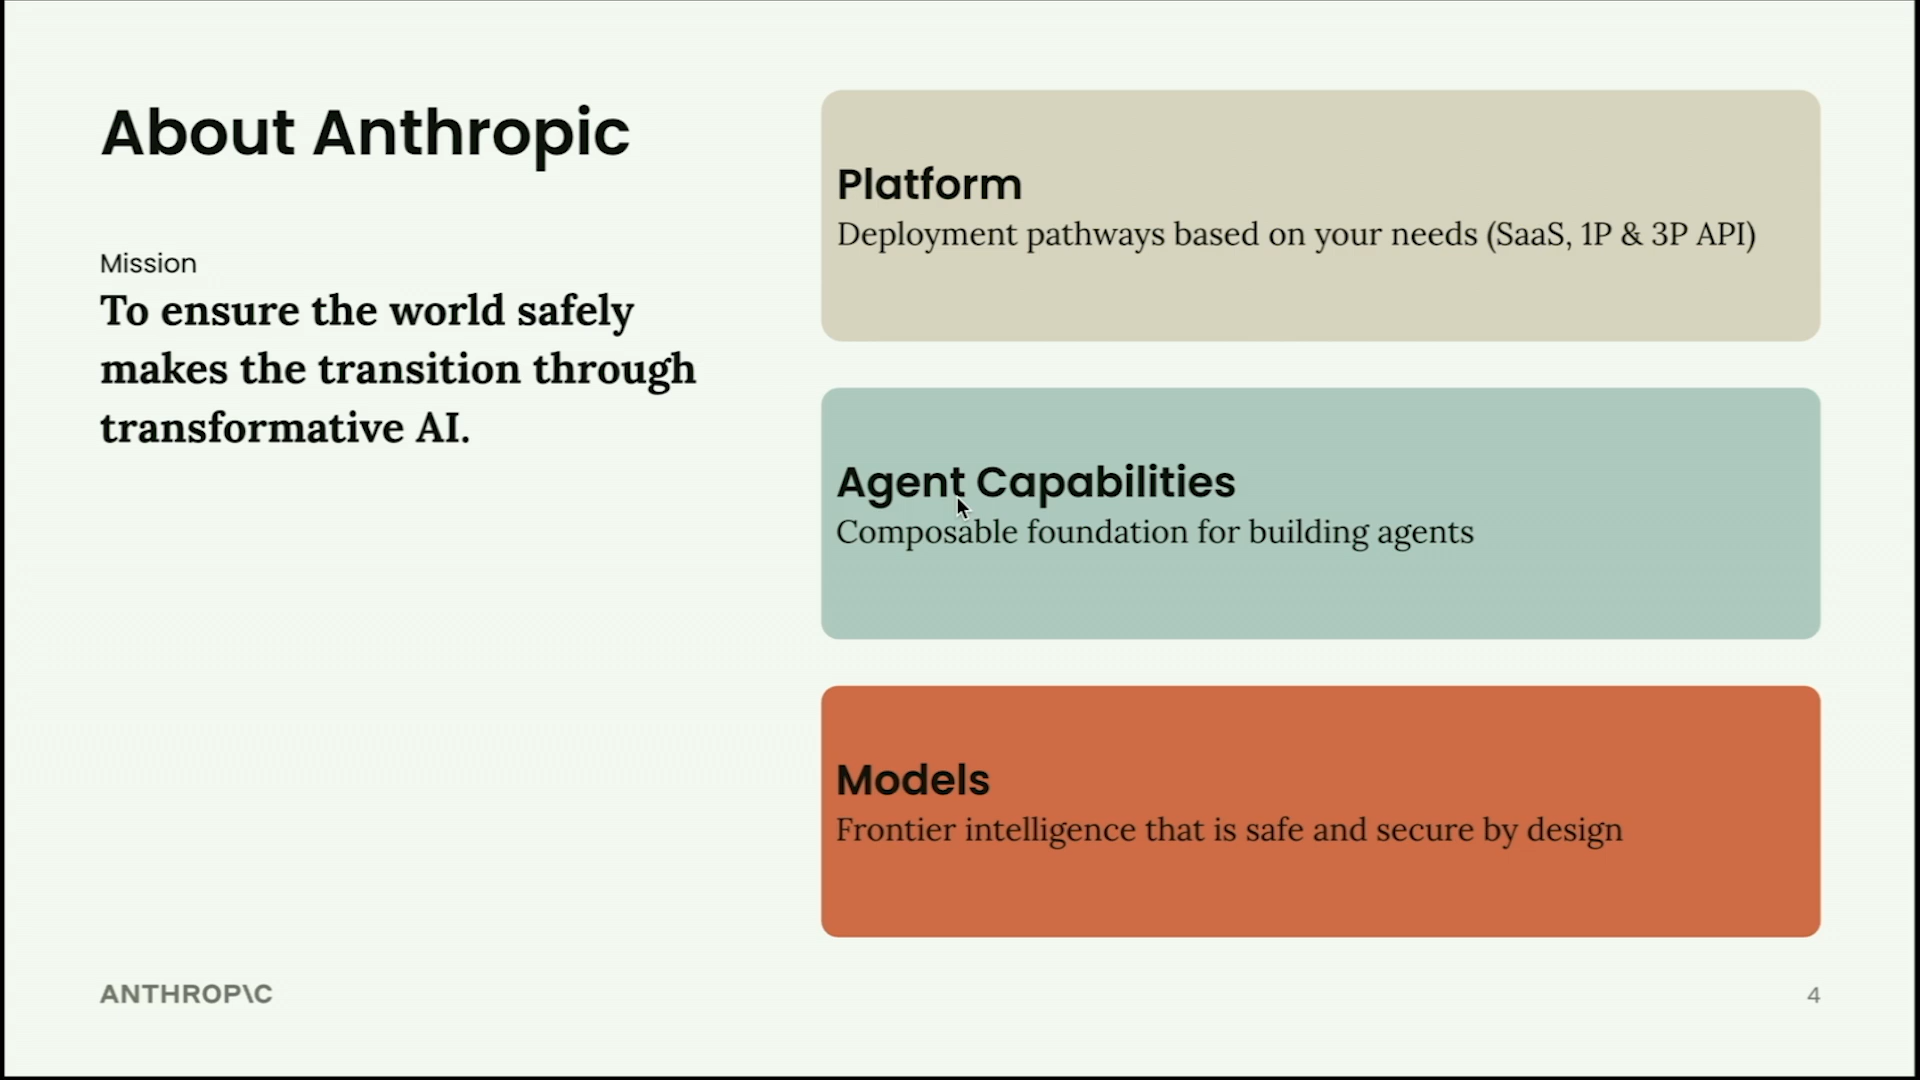 About Anthropic
Mission
To ensure the world safely
makes the transition through
transformative AI.
Platform
Deployment pathways based on your needs (SaaS, 1P & 3P API)
Agent Capabilities
Composable foundation for building agents
Models
Frontier intelligence that is safe and secure by design
ANTHROP\C
4